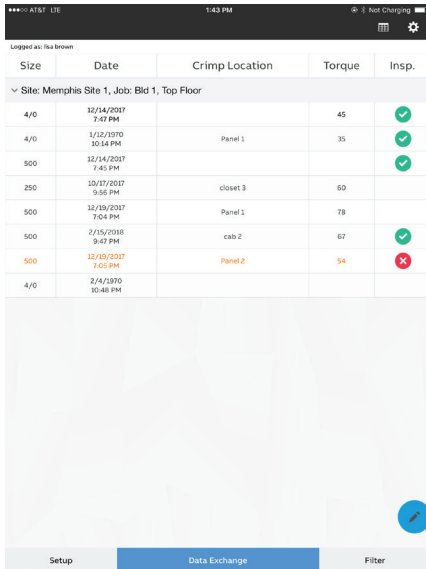 AT&T LTE 1:43 PM Not Charging
Logged as: lisa brown
Size Date Crimp Location Torque Insp.
Site: Memphis Site 1, Job: Bld 1, Top Floor
4/0 12/14/2017 7:47 PM 45
4/0 1/12/1970 10:14 PM Panel 1 35
500 12/14/2017 7:45 PM
250 10/17/2017 9:56 PM closet 3 60
500 12/19/2017 7:04 PM Panel 1 78
500 2/15/2018 9:47 PM cab 2 67
500 12/19/2017 7:05 PM Panel 2 54
4/0 2/4/1970 10:48 PM
Setup Data Exchange Filter